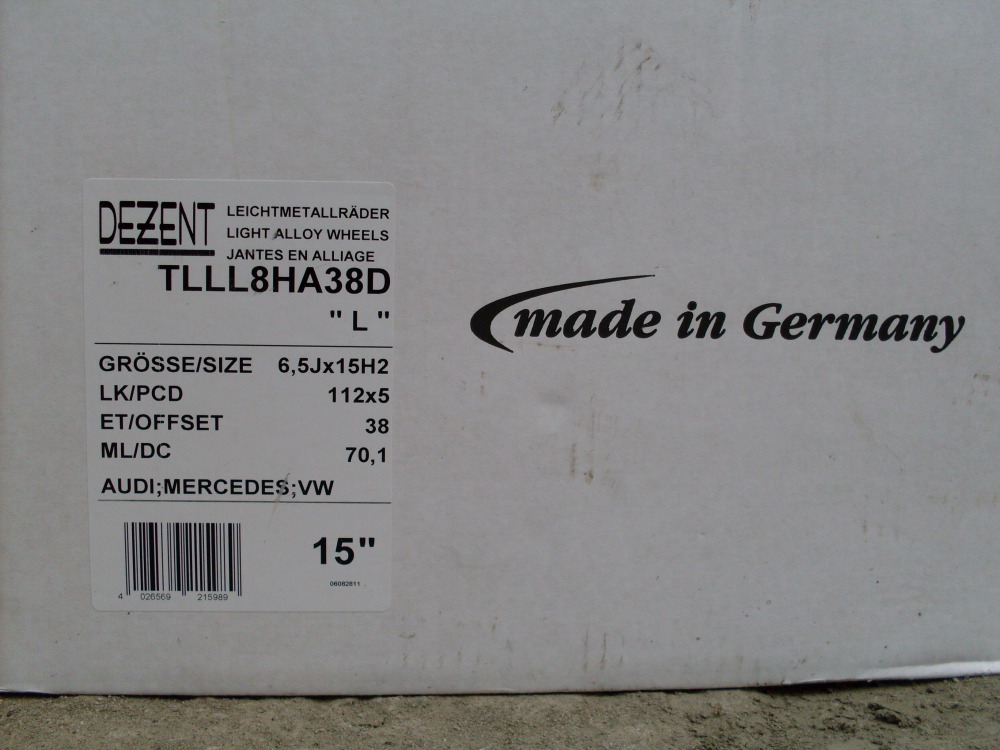 DEZENT
LEICHTMETALLRÄDER
LIGHT ALLOY WHEELS
JANTES EN ALLIAGE
TLLL8HA38D
" L "
GRÖSSE/SIZE 6,5Jx15H2
LK/PCD 112x5
ET/OFFSET 38
ML/DC 70,1
AUDI;MERCEDES;VW
15"
06082811
4 026569 215989
made in Germany